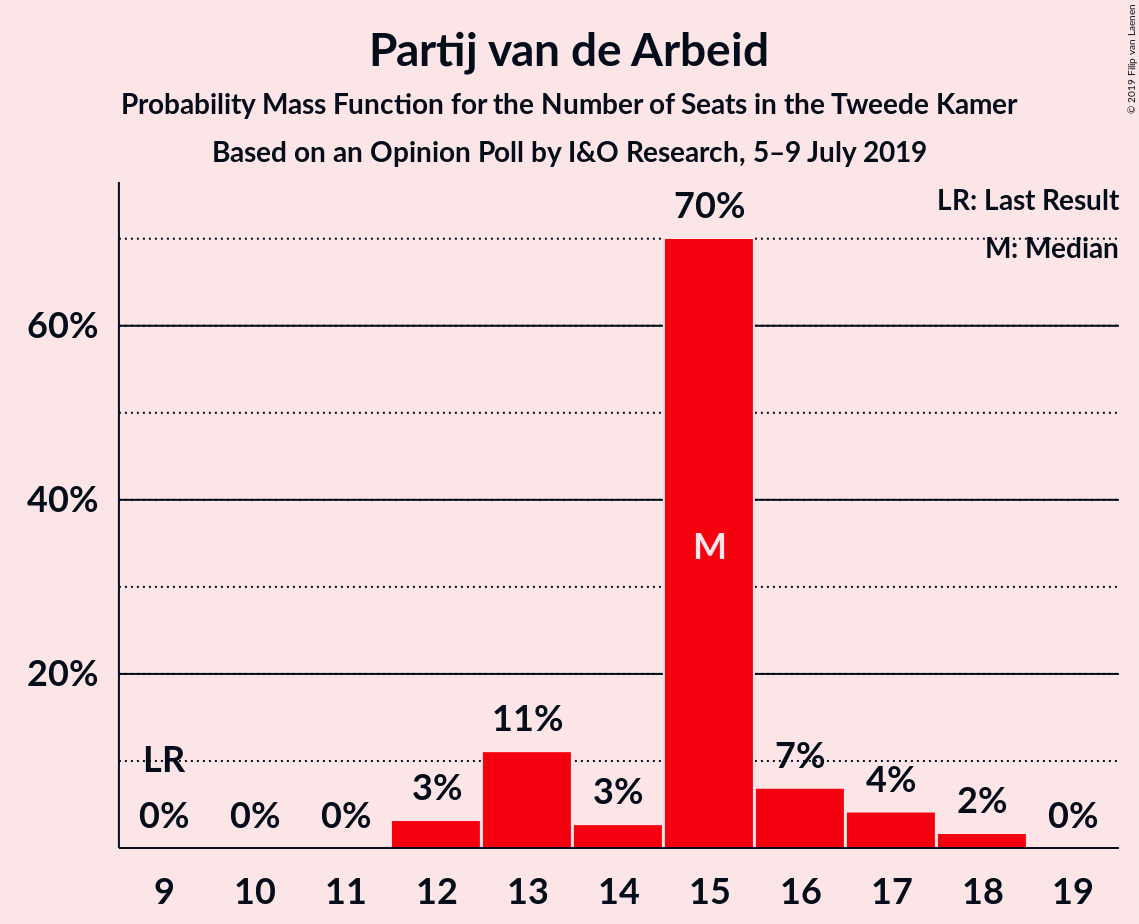 Partij van de Arbeid
Probability Mass Function for the Number of Seats in the Tweede Kamer
Based on an Opinion Poll by I&O Research, 5–9 July 2019
© 2019 Filip van Laenen
LR: Last Result
M: Median
60%
40%
20%
LR
0%
0%
0%
3%
11%
3%
70%
M
7%
4%
2%
0%
9 10 11 12 13 14 15 16 17 18 19